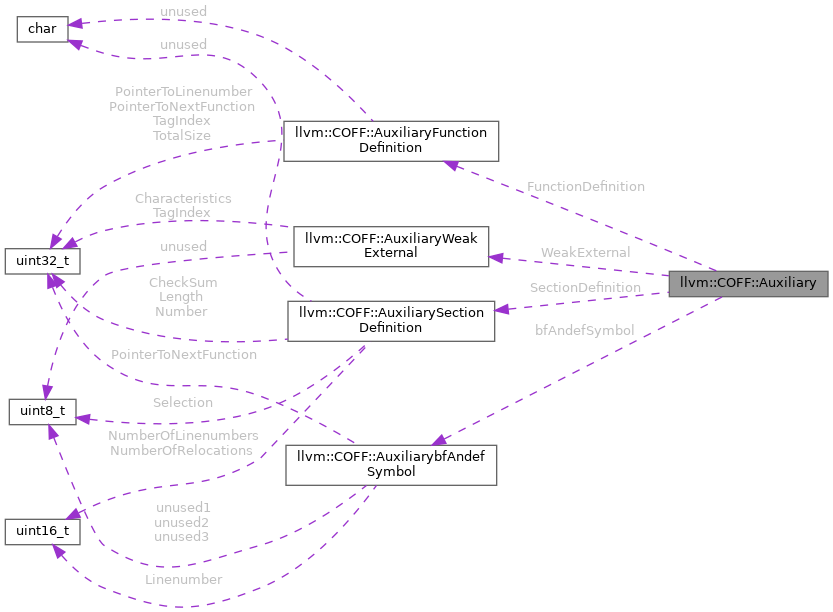 unused
char
unused
PointerToLinenumber
PointerToNextFunction
TagIndex
TotalSize
llvm::COFF::AuxiliaryFunction
Definition
FunctionDefinition
Characteristics
TagIndex
llvm::COFF::AuxiliaryWeak
External
unused
WeakExternal
uint32_t
llvm::COFF::Auxiliary
CheckSum
Length
Number
SectionDefinition
llvm::COFF::AuxiliarySection
Definition
bfAndefSymbol
PointerToNextFunction
Selection
uint8_t
NumberOfLinenumbers
NumberOfRelocations
llvm::COFF::AuxiliarybfAndef
Symbol
unused1
unused2
unused3
uint16_t
Linenumber